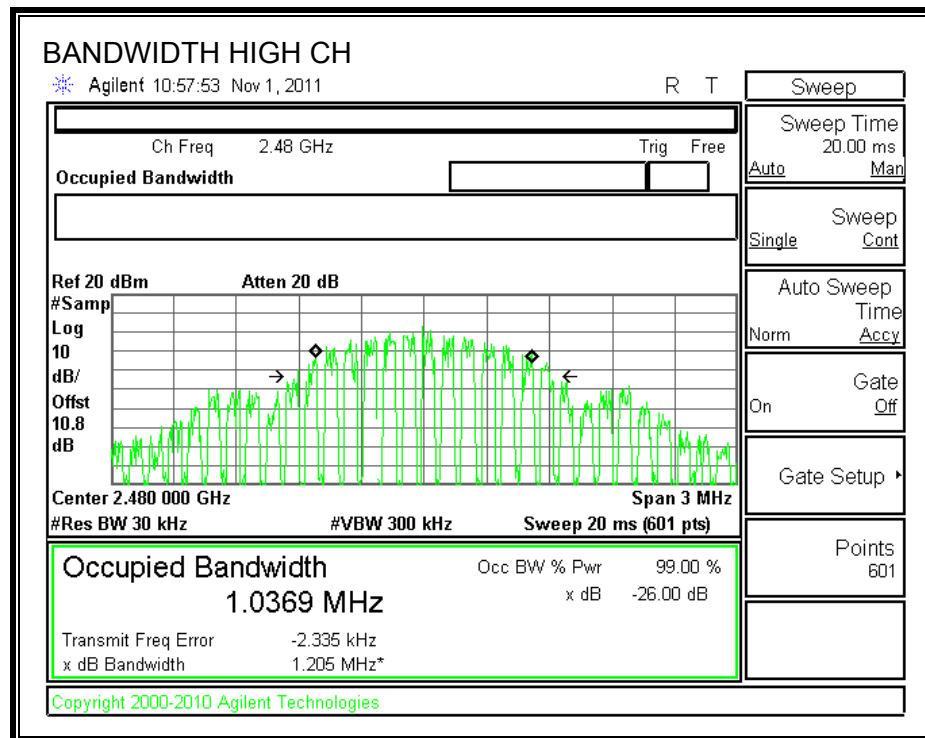 BANDWIDTH HIGH CH
Agilent 10:57:53 Nov 1, 2011 R T
Ch Freq 2.48 GHz Trig Free
Occupied Bandwidth
Ref 20 dBm Atten 20 dB
#Samp
Log
10
dB/
Offst
10.8
dB
Center 2.480 000 GHz Span 3 MHz
#Res BW 30 kHz #VBW 300 kHz Sweep 20 ms (601 pts)
Occupied Bandwidth
1.0369 MHz
Occ BW % Pwr 99.00 %
x dB -26.00 dB
Transmit Freq Error -2.335 kHz
x dB Bandwidth 1.205 MHz*
Copyright 2000-2010 Agilent Technologies
Sweep
Sweep Time
20.00 ms
Auto Man
Sweep
Single Cont
Auto Sweep
Time
Norm Accy
Gate
On Off
Gate Setup
Points
601